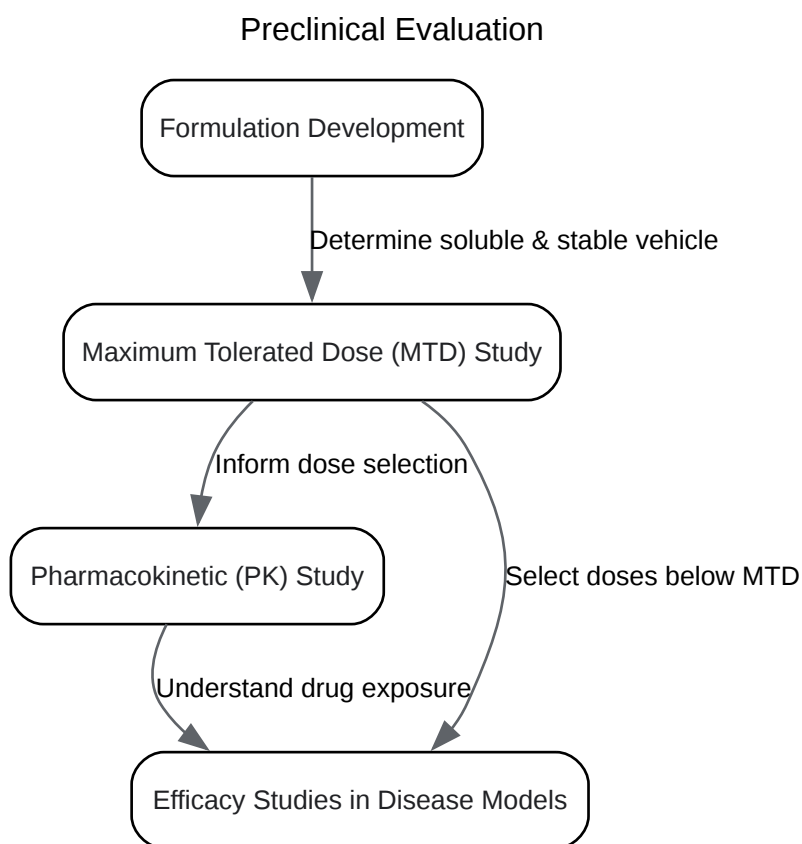 Preclinical Evaluation
Formulation Development
Determine soluble & stable vehicle
Maximum Tolerated Dose (MTD) Study
Inform dose selection
Pharmacokinetic (PK) Study
Select doses below MTD
Understand drug exposure
Efficacy Studies in Disease Models